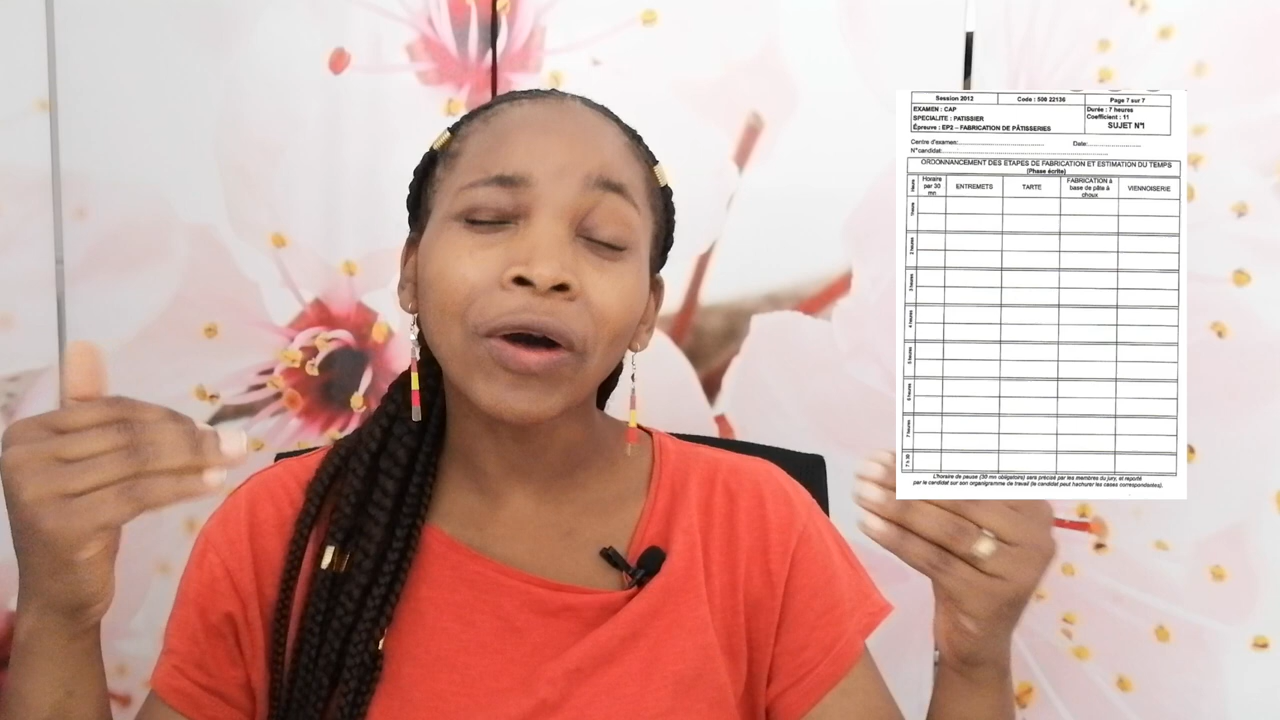 Session 2012 Code : 500 22136 Page 7 sur 7
EXAMEN : CAP
SPECIALITE : PATISSIER
Épreuve : EP2 – FABRICATION DE PÂTISSERIES
Durée : 7 heures
Coefficient : 11
SUJET N°1
Centre d'examen: Date:
N°candidat:
ORDONNANCEMENT DES ETAPES DE FABRICATION ET ESTIMATION DU TEMPS
(Phase écrite)
Heure Horaire par 30 mn ENTREMETS TARTE FABRICATION à base de pâte à choux VIENNOISERIE
1 heure
2 heures
3 heures
4 heures
5 heures
6 heures
7 heures
L'horaire de pause (30 mn obligatoire) sera précisé par les membres du jury, et reporté
par le candidat sur son organigramme de travail (le candidat peut hachurer les cases correspondantes).